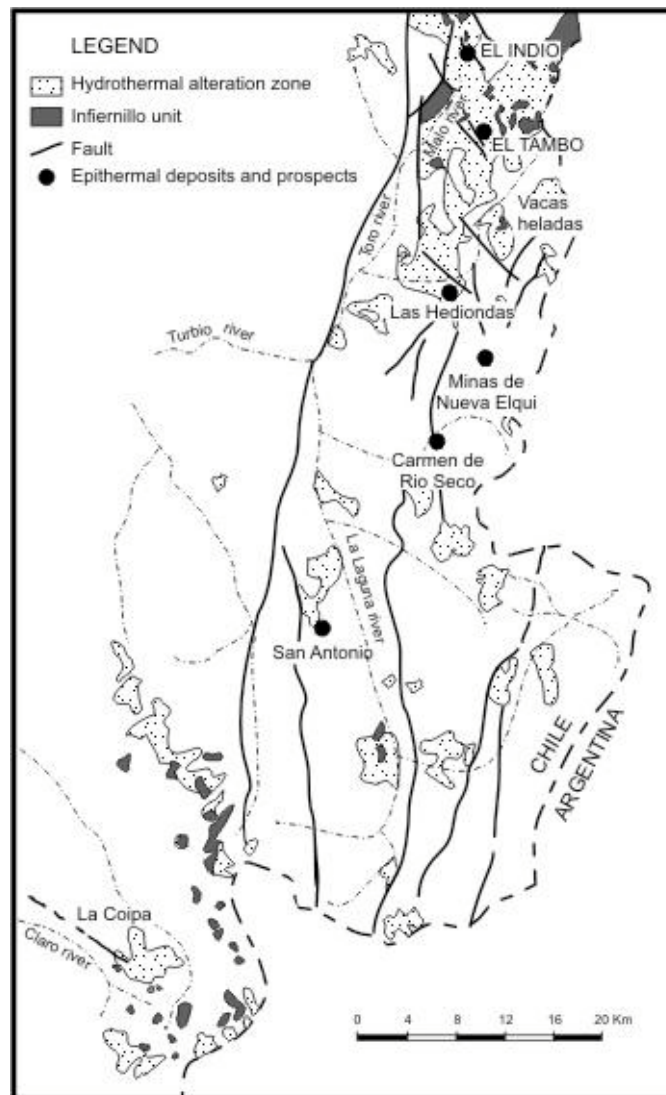 LEGEND
Hydrothermal alteration zone
Infiernillo unit
Fault
Epithermal deposits and prospects
EL INDIO
Malo river
EL TAMBO
Toro river
Vacas
heladas
Las Hediondas
Turbio river
Minas de
Nueva Elqui
Carmen de
Rio Seco
La Laguna river
San Antonio
CHILE
ARGENTINA
La Coipa
Claro river
0 4 8 12 16 20 Km